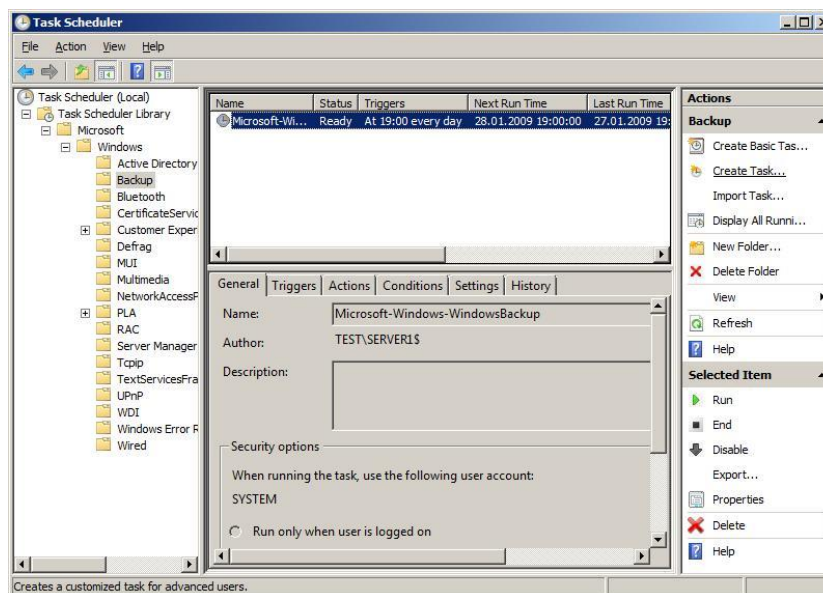 Task Scheduler
File Action View Help
Task Scheduler (Local)
Task Scheduler Library
Microsoft
Windows
Active Directory
Backup
Bluetooth
CertificateServic
Customer Exper
Defrag
MUI
Multimedia
NetworkAccessP
PLA
RAC
Server Manager
Tcpip
TextServicesFra
UPnP
WDI
Windows Error R
Wired
Name Status Triggers Next Run Time Last Run Time
Microsoft-Wi... Ready At 19:00 every day 28.01.2009 19:00:00 27.01.2009 19:
General Triggers Actions Conditions Settings History
Name: Microsoft-Windows-WindowsBackup
Author: TEST\SERVER1$
Description:
Security options
When running the task, use the following user account:
SYSTEM
Run only when user is logged on
Actions
Backup
Create Basic Tas...
Create Task...
Import Task...
Display All Runni...
New Folder...
Delete Folder
View
Refresh
Help
Selected Item
Run
End
Disable
Export...
Properties
Delete
Help
Creates a customized task for advanced users.